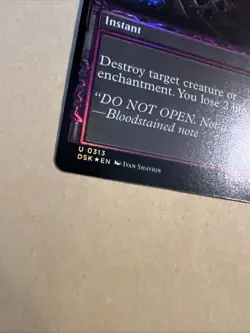 Instant
Destroy target creature or
enchantment. You lose 2 life
"DO NOT OPEN. Not
—Bloodstained note
U 0313
DSK★EN Ivan Shavrin